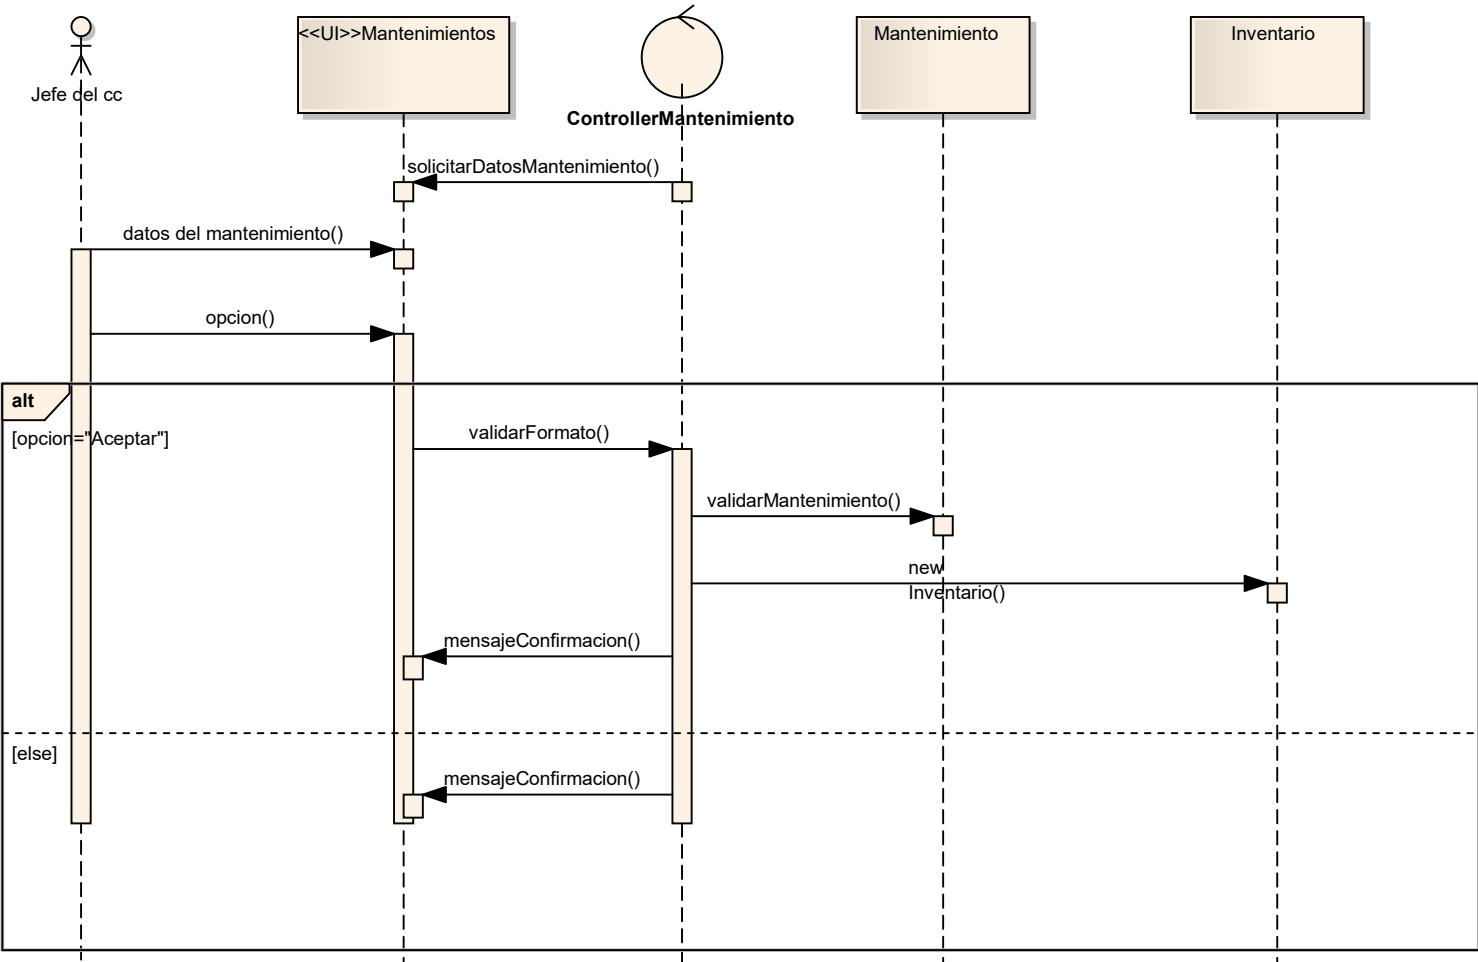 Jefe del cc
<<UI>>Mantenimientos
ControllerMantenimiento
Mantenimiento
Inventario
solicitarDatosMantenimiento()
datos del mantenimiento()
opcion()
alt
[opcion="Aceptar"]
validarFormato()
validarMantenimiento()
new
Inventario()
mensajeConfirmacion()
[else]
mensajeConfirmacion()